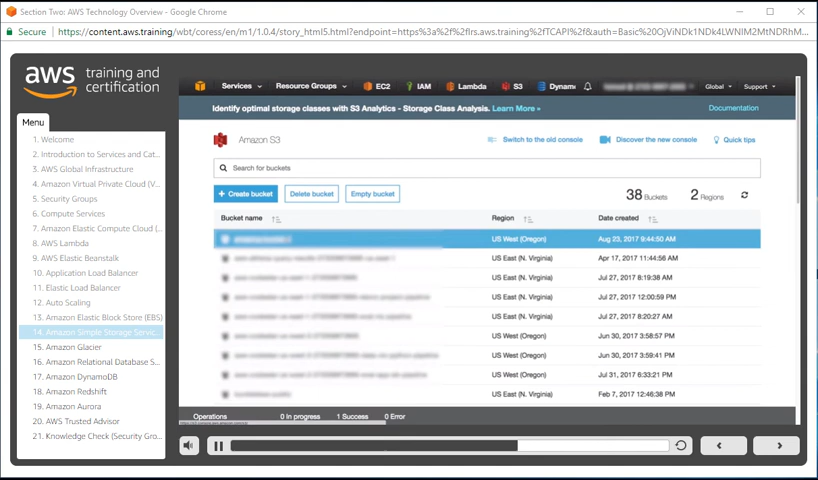 Section Two: AWS Technology Overview - Google Chrome
Secure https://content.aws.training/wbt/coress/en/m1/1.0.4/story_html5.html?endpoint=https%3a%2f%2flrs.aws.training%2fTCAPI%2f&auth=Basic%20OjViNDk1NDk4LWNlM2MtNDRhM...
aws training and certification
Menu
1. Welcome
2. Introduction to Services and Cat...
3. AWS Global Infrastructure
4. Amazon Virtual Private Cloud (V...
5. Security Groups
6. Compute Services
7. Amazon Elastic Compute Cloud (...
8. AWS Lambda
9. AWS Elastic Beanstalk
10. Application Load Balancer
11. Elastic Load Balancer
12. Auto Scaling
13. Amazon Elastic Block Store (EBS)
14. Amazon Simple Storage Servic...
15. Amazon Glacier
16. Amazon Relational Database S...
17. Amazon DynamoDB
18. Amazon Redshift
19. Amazon Aurora
20. AWS Trusted Advisor
21. Knowledge Check (Security Gro...
Services Resource Groups EC2 IAM Lambda S3 Dynam Global Support
Identify optimal storage classes with S3 Analytics - Storage Class Analysis. Learn More » Documentation
Amazon S3 Switch to the old console Discover the new console Quick tips
Search for buckets
+ Create bucket Delete bucket Empty bucket 38 Buckets 2 Regions
Bucket name Region Date created
US West (Oregon) Aug 23, 2017 9:44:50 AM
US East (N. Virginia) Apr 17, 2017 11:44:56 AM
US East (N. Virginia) Jul 27, 2017 8:19:38 AM
US East (N. Virginia) Jul 27, 2017 12:00:59 PM
US East (N. Virginia) Jul 27, 2017 8:20:27 AM
US West (Oregon) Jun 30, 2017 3:58:57 PM
US West (Oregon) Jun 30, 2017 3:59:41 PM
US West (Oregon) Jul 31, 2017 6:33:21 PM
US East (N. Virginia) Feb 7, 2017 12:46:38 PM
Operations 0 In progress 1 Success 0 Error